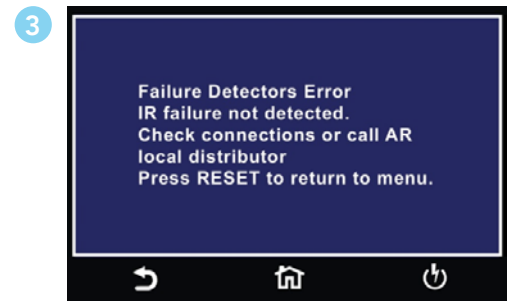 3
Failure Detectors Error
IR failure not detected.
Check connections or call AR
local distributor
Press RESET to return to menu.